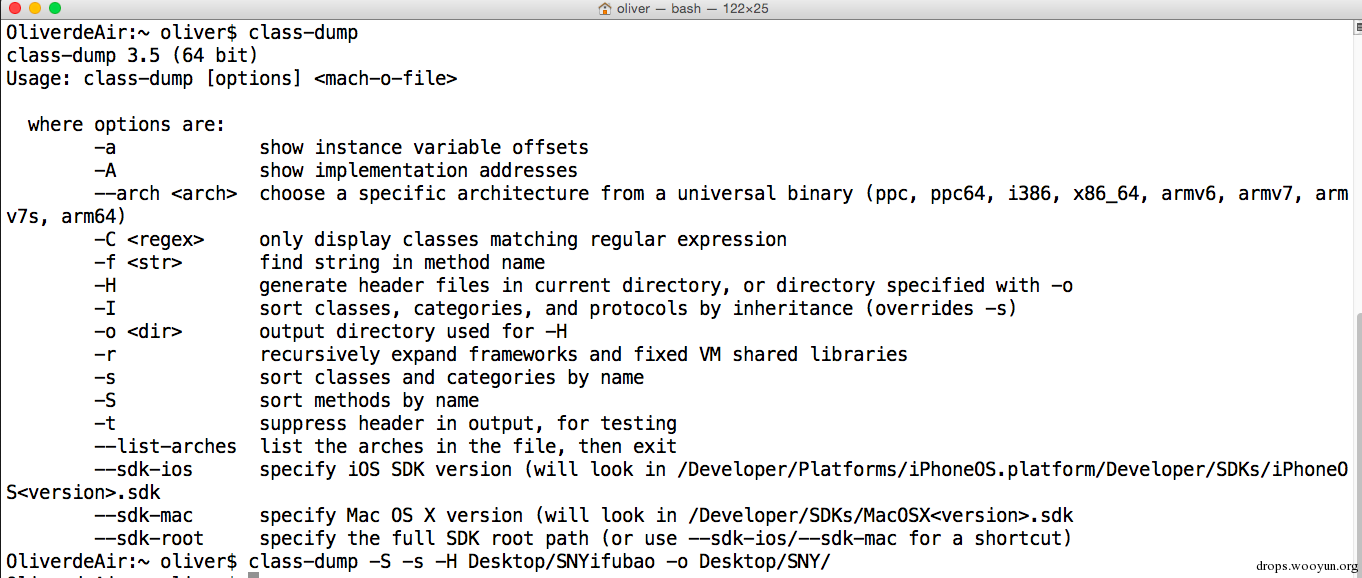 oliver — bash — 122×25
OliverdeAir:~ oliver$ class-dump
class-dump 3.5 (64 bit)
Usage: class-dump [options] <mach-o-file>
where options are:
-a show instance variable offsets
-A show implementation addresses
--arch <arch> choose a specific architecture from a universal binary (ppc, ppc64, i386, x86_64, armv6, armv7, arm
v7s, arm64)
-C <regex> only display classes matching regular expression
-f <str> find string in method name
-H generate header files in current directory, or directory specified with -o
-I sort classes, categories, and protocols by inheritance (overrides -s)
-o <dir> output directory used for -H
-r recursively expand frameworks and fixed VM shared libraries
-s sort classes and categories by name
-S sort methods by name
-t suppress header in output, for testing
--list-arches list the arches in the file, then exit
--sdk-ios specify iOS SDK version (will look in /Developer/Platforms/iPhoneOS.platform/Developer/SDKs/iPhoneO
S<version>.sdk
--sdk-mac specify Mac OS X version (will look in /Developer/SDKs/MacOSX<version>.sdk
--sdk-root specify the full SDK root path (or use --sdk-ios/--sdk-mac for a shortcut)
OliverdeAir:~ oliver$ class-dump -S -s -H Desktop/SNYifubao -o Desktop/SNY/
drops.wooyun.org